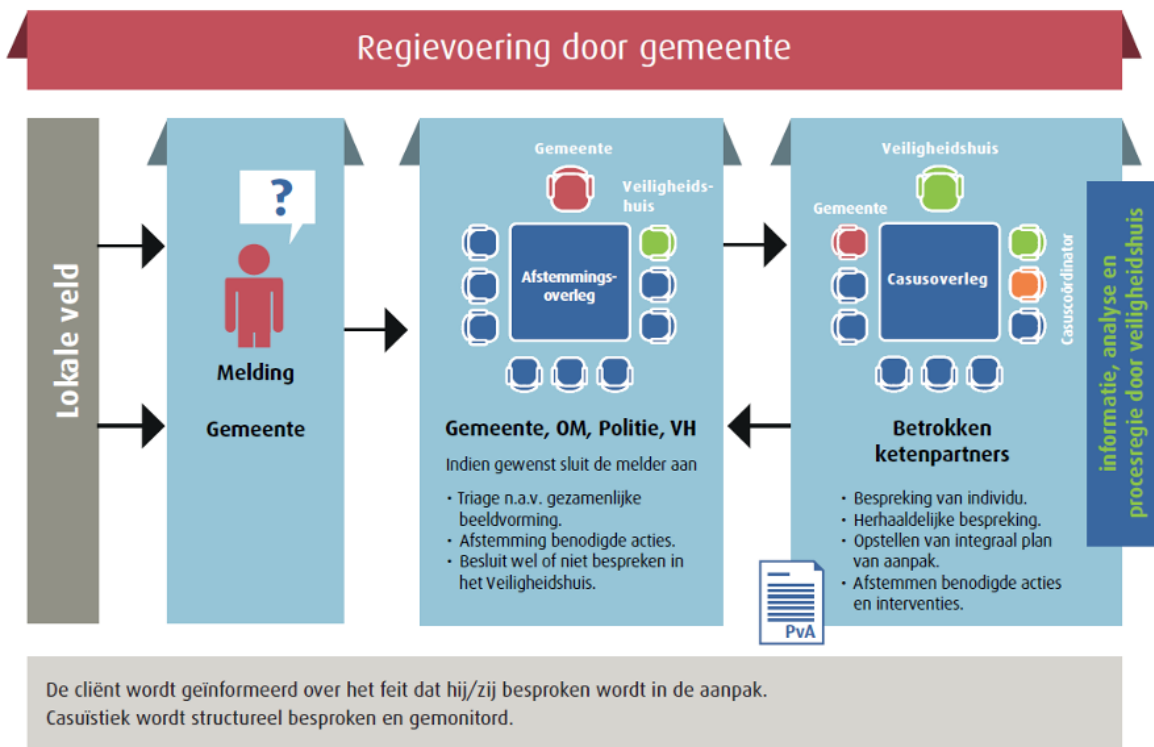 Regievoering door gemeente
Lokale veld
?
Melding
Gemeente
Gemeente
Veiligheids-
huis
Afstemmings-
overleg
Gemeente, OM, Politie, VH
Indien gewenst sluit de melder aan
• Triage n.a.v. gezamenlijke
beeldvorming.
• Afstemming benodigde acties.
• Besluit wel of niet bespreken in
het Veiligheidshuis.
Veiligheidshuis
Gemeente
Casusoverleg
Casuscoördinator
Betrokken
ketenpartners
• Bespreking van individu.
• Herhaaldelijke bespreking.
• Opstellen van integraal plan
van aanpak.
• Afstemmen benodigde acties
en interventies.
PvA
informatie, analyse en
procesregie door veiligheidshuis
De cliënt wordt geïnformeerd over het feit dat hij/zij besproken wordt in de aanpak.
Casuïstiek wordt structureel besproken en gemonitord.